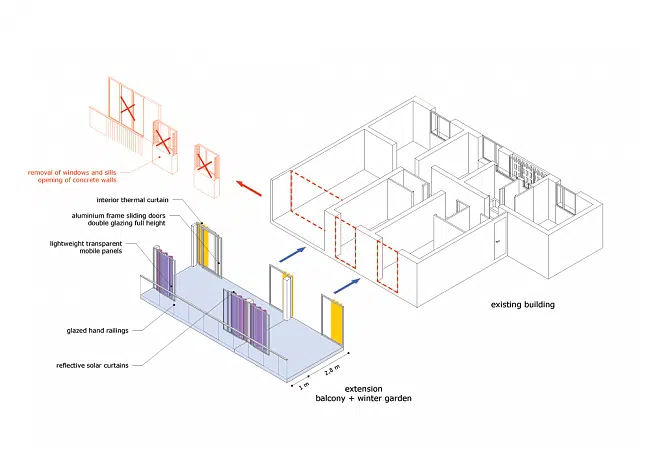 removal of windows and sills
opening of concrete walls
interior thermal curtain
aluminium frame sliding doors
double glazing full height
lightweight transparent
mobile panels
glazed hand railings
reflective solar curtains
1 m
2,8 m
extension
balcony + winter garden
existing building